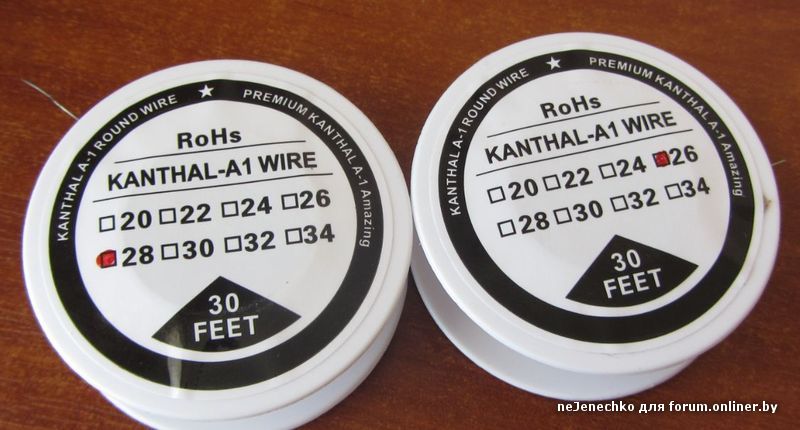 KANTHAL A-1 ROUND WIRE ★ PREMIUM KANTHAL A-1 Amazing
RoHs
KANTHAL-A1 WIRE
☐20 ☐22 ☐24 ☐26
☐28 ☐30 ☐32 ☐34
30
FEET
KANTHAL A-1 ROUND WIRE ★ PREMIUM KANTHAL A-1 Amazing
RoHs
KANTHAL-A1 WIRE
☐20 ☐22 ☐24 ☐26
☐28 ☐30 ☐32 ☐34
30
FEET
neJenechko для forum.onliner.by